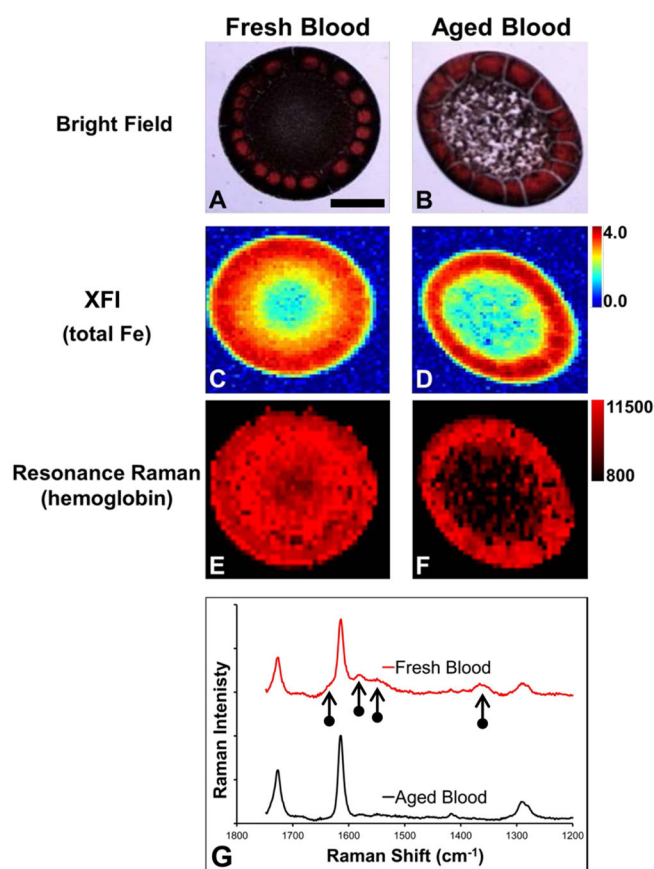 Fresh Blood
Aged Blood
Bright Field
A
B
XFI
(total Fe)
C
D
4.0
0.0
Resonance Raman
(hemoglobin)
E
F
11500
800
Raman Intenisty
Fresh Blood
Aged Blood
1800
1700
1600
1500
1400
1300
1200
G
Raman Shift (cm⁻¹)